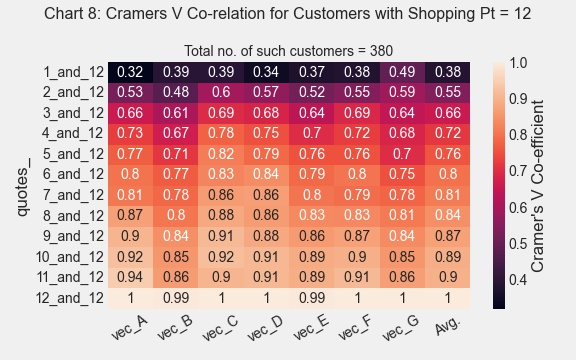 Chart 8: Cramers V Co-relation for Customers with Shopping Pt = 12
Total no. of such customers = 380
1_and_12 0.32 0.39 0.39 0.34 0.37 0.38 0.49 0.38
2_and_12 0.53 0.48 0.6 0.57 0.52 0.55 0.59 0.55
3_and_12 0.66 0.61 0.69 0.68 0.64 0.69 0.64 0.66
4_and_12 0.73 0.67 0.78 0.75 0.7 0.72 0.68 0.72
5_and_12 0.77 0.71 0.82 0.79 0.76 0.76 0.7 0.76
6_and_12 0.8 0.77 0.83 0.84 0.79 0.8 0.75 0.8
7_and_12 0.81 0.78 0.86 0.86 0.8 0.79 0.78 0.81
8_and_12 0.87 0.8 0.88 0.86 0.83 0.83 0.81 0.84
9_and_12 0.9 0.84 0.91 0.88 0.86 0.87 0.84 0.87
10_and_12 0.92 0.85 0.92 0.91 0.89 0.9 0.85 0.89
11_and_12 0.94 0.86 0.9 0.91 0.89 0.91 0.86 0.9
12_and_12 1 0.99 1 1 0.99 1 1 1
vec_A vec_B vec_C vec_D vec_E vec_F vec_G Avg.
quotes_
1.0
0.9
0.8
0.7
0.6
0.5
0.4
Cramer's V Co-efficient